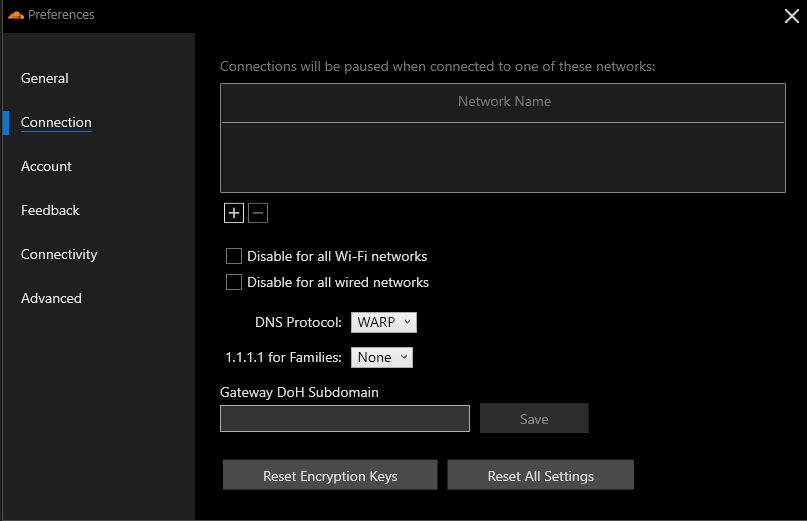 Preferences
General
Connection
Account
Feedback
Connectivity
Advanced
Connections will be paused when connected to one of these networks:
Network Name
Disable for all Wi-Fi networks
Disable for all wired networks
DNS Protocol: WARP
1.1.1.1 for Families: None
Gateway DoH Subdomain
Save
Reset Encryption Keys Reset All Settings